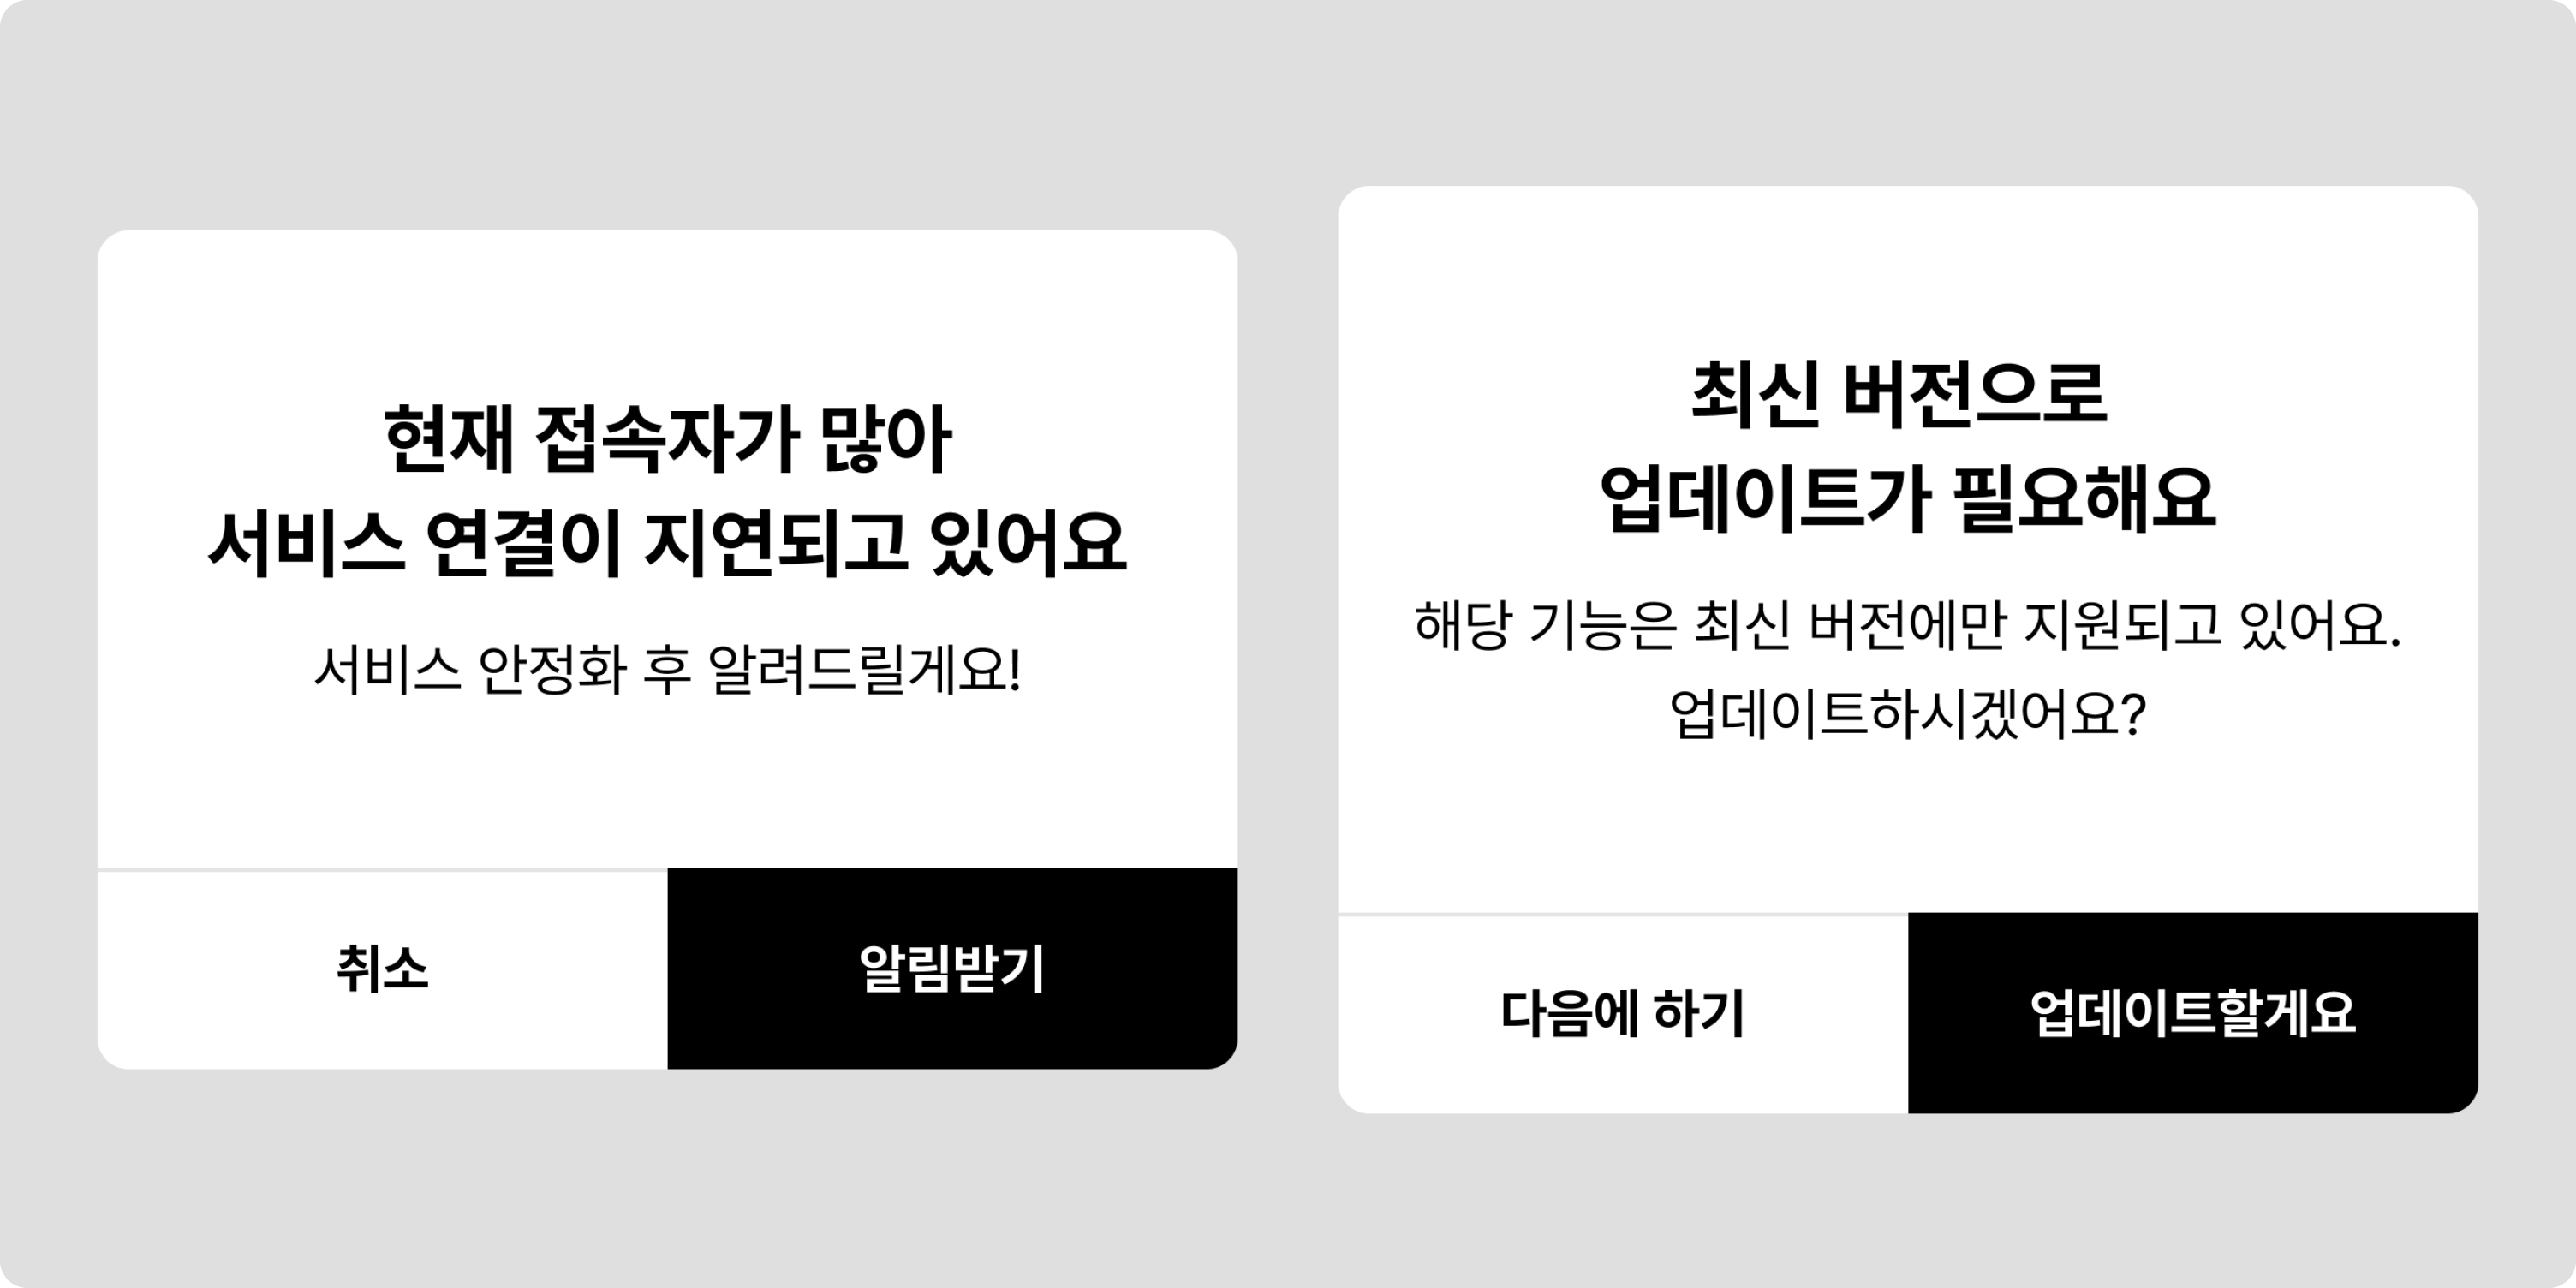 현재 접속자가 많아
서비스 연결이 지연되고 있어요
서비스 안정화 후 알려드릴게요!
취소
알림받기
최신 버전으로
업데이트가 필요해요
해당 기능은 최신 버전에만 지원되고 있어요.
업데이트하시겠어요?
다음에 하기
업데이트할게요